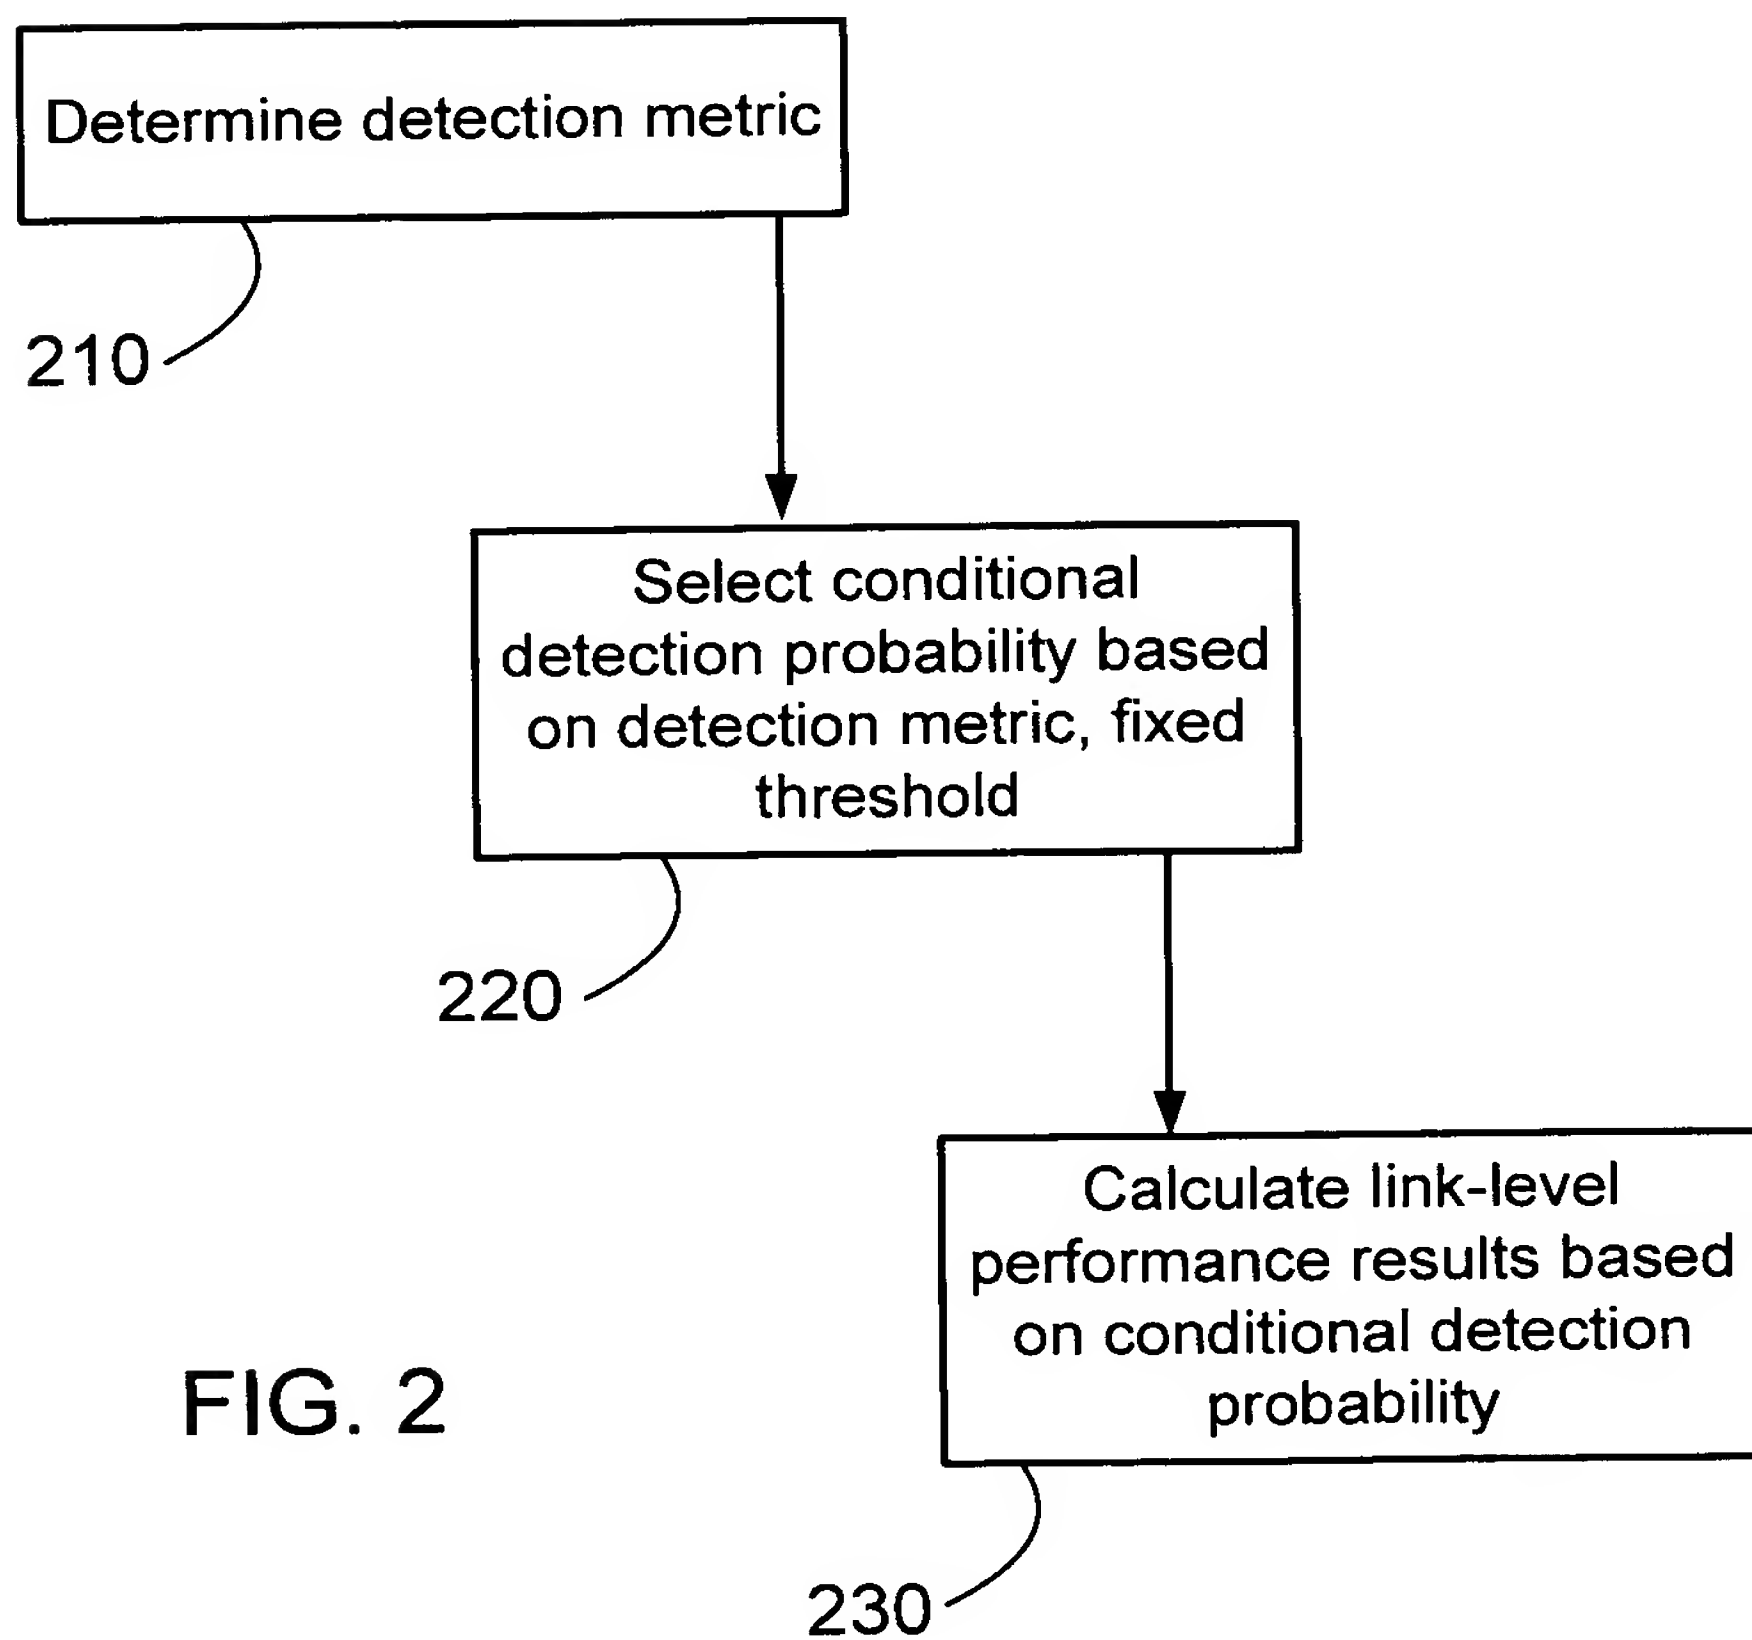 Determine detection metric
210
Select conditional
detection probability based
on detection metric, fixed
threshold
220
Calculate link-level
performance results based
on conditional detection
probability
FIG. 2
230